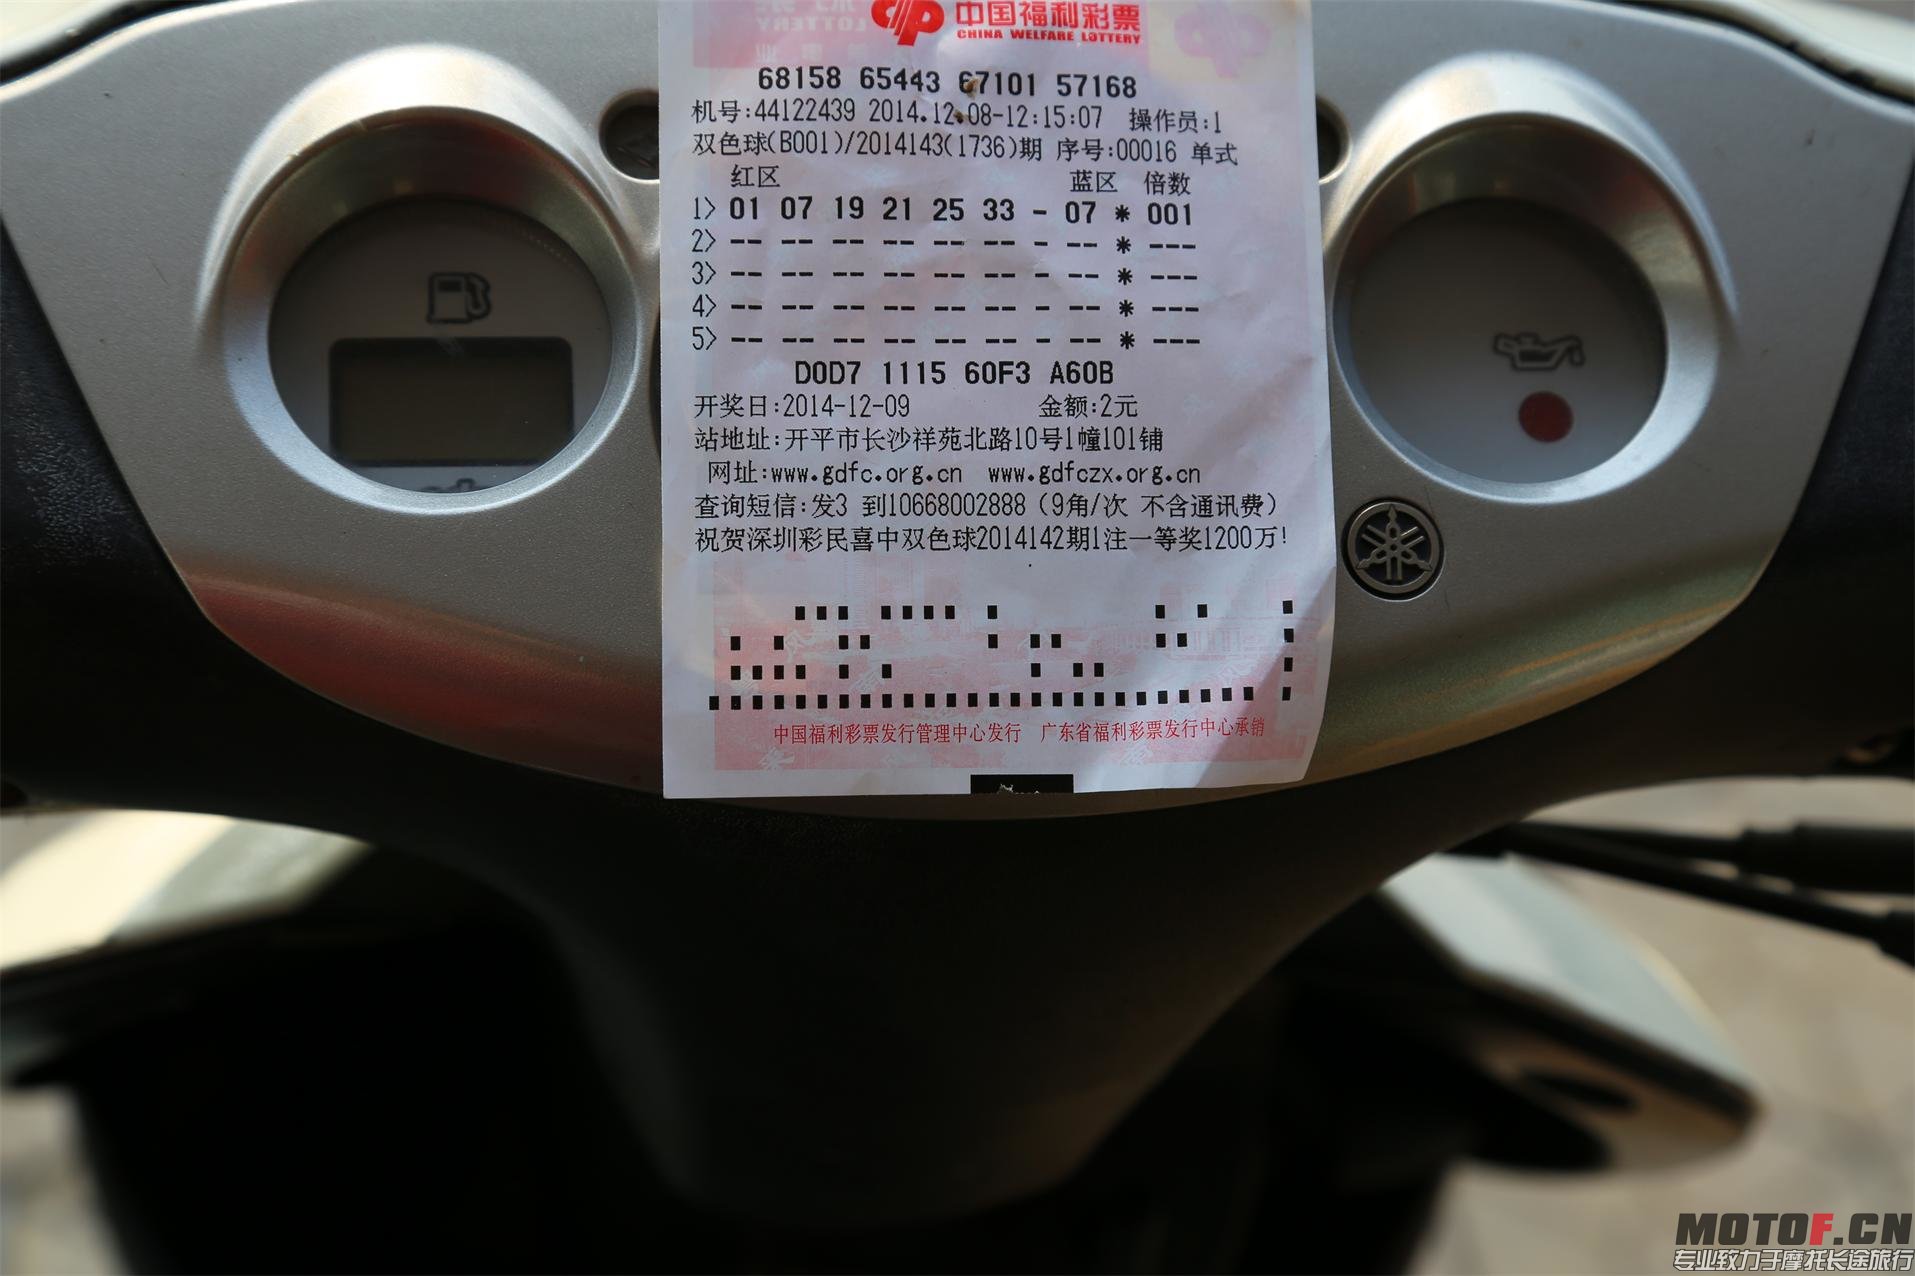 中国福利彩票
CHINA WELFARE LOTTERY
68158 65443 67101 57168
机号:44122439 2014.12.08-12:15:07 操作员:1
双色球(B001)/2014143(1736)期 序号:00016 单式
红区 蓝区 倍数
1> 01 07 19 21 25 33 - 07 * 001
2> -- -- -- -- -- -- - -- * ---
3> -- -- -- -- -- -- - -- * ---
4> -- -- -- -- -- -- - -- * ---
5> -- -- -- -- -- -- - -- * ---
D0D7 1115 60F3 A60B
开奖日:2014-12-09 金额:2元
站地址:开平市长沙祥苑北路10号1幢101铺
网址:www.gdfc.org.cn www.gdfczx.org.cn
查询短信:发3 到10668002888 (9角/次 不含通讯费)
祝贺深圳彩民喜中双色球2014142期1注一等奖1200万!
中国福利彩票发行管理中心发行 广东省福利彩票发行中心承销
MOTOF.CN
专业致力于摩托长途旅行